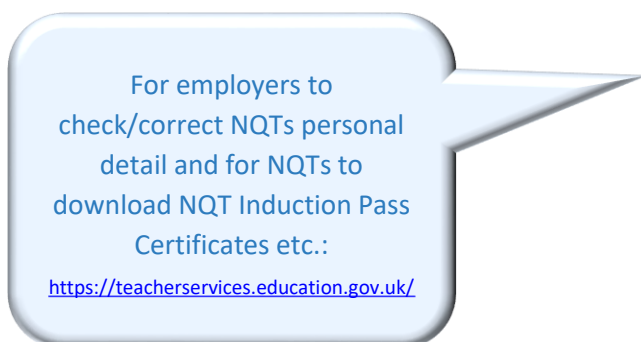 For employers to
check/correct NQTs personal
detail and for NQTs to
download NQT Induction Pass
Certificates etc.:
https://teacherservices.education.gov.uk/